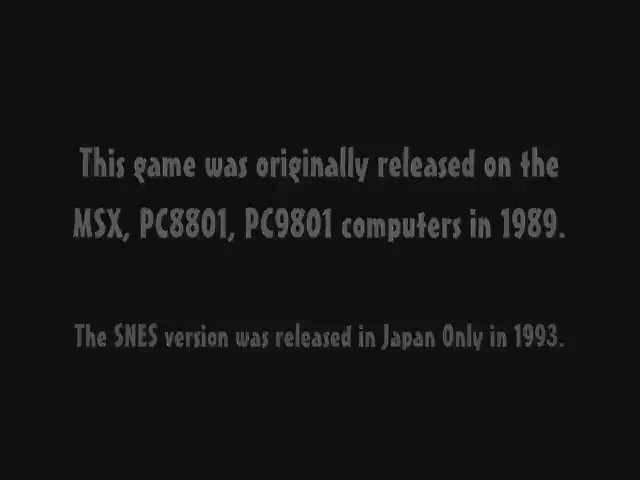 This game was originally released on the
MSX, PC8801, PC9801 computers in 1989.
The SNES version was released in Japan Only in 1993.